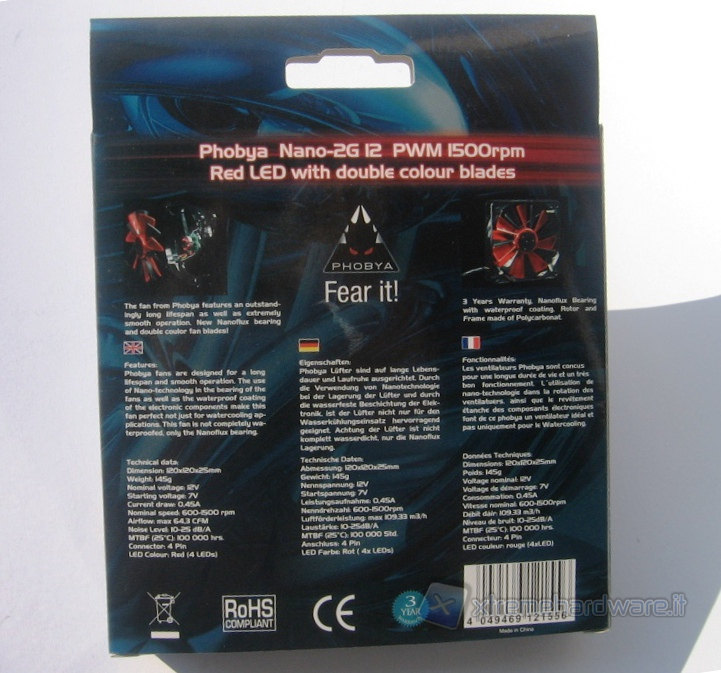 Phobya Nano-2G 12 PWM 1500rpm
Red LED with double colour blades
PHOBYA
Fear it!
The fan from Phobya features an outstand-
ingly long lifespan as well as extremely
smooth operation. New Nanoflux bearing
and double coulor fan blades!
3 Years Warranty, Nanoflux Bearing
with waterproof coating. Rotor and
Frame made of Polycarbonat.
Features:
Phobya fans are designed for a long
lifespan and smooth operation. The use
of Nano-technology in the bearing of the
fans as well as the waterproof coating
of the electronic components make this
fan perfect not just for watercooling ap-
plications. This fan is not completely wa-
terproofed, only the Nanoflux bearing.
Technical data:
Dimension: 120x120x25mm
Weight: 145g
Nominal voltage: 12V
Starting voltage: 7V
Current draw: 0.45A
Nominal speed: 600-1500 rpm
Airflow: max 64.3 CFM
Noise Level: 10-25 dB/A
MTBF (25°C): 100 000 hrs.
Connector: 4 Pin
LED Colour: Red (4 LEDs)
Eigenschaften:
Phobya Lüfter sind auf lange Lebens-
dauer und Laufruhe ausgerichtet. Durch
die Verwendung von Nanotechnologie
bei der Lagerung der Lüfter und durch
die wasserfeste Beschichtung der Elek-
tronik, ist der Lüfter nicht nur für den
Wasserkühlungseinsatz hervorragend
geeignet. Achtung der Lüfter ist nicht
komplett wasserdicht, nur die Nanoflux
Lagerung.
Technische Daten:
Abmessung: 120x120x25mm
Gewicht: 145g
Nennspannung: 12V
Startspannung: 7V
Leistungsaufnahme: 0.45A
Nenndrehzahl: 600-1500rpm
Luftförderleistung: max 109.33 m3/h
Laustärke: 10-25dB/A
MTBF (25°C): 100 000 Std.
Anschluss: 4 Pin
LED Farbe: Rot ( 4x LEDs)
Fonctionnalités:
Les ventilateurs Phobya sont concus
pour une longue durée de vie et un très
bon fonctionnement. L'utilisation de
nano-technologie dans la rotation des
ventilateurs, ainsi que le revêtement
étanche des composants électroniques
font de ce phobya un ventilateur idéal et
pas uniquement pour le Watercooling.
Données Techniques:
Dimensions: 120x120x25mm
Poids: 145g
Voltage nominal: 12V
Voltage de démarrage: 7V
Consommation: 0.45A
Vitesse nominal: 600-1500rpm
Débit dàir: 109.33 m3/h
Niveau de bruit: 10-25dB/A
MTBF (25°C): 100 000 hrs.
Connecteur: 4 Pin
LED couleur rouge (4xLED)
RoHS
COMPLIANT
CE
3
YEAR
WARRANTY
xtremehardware.it
4 049469 121556
Made in China